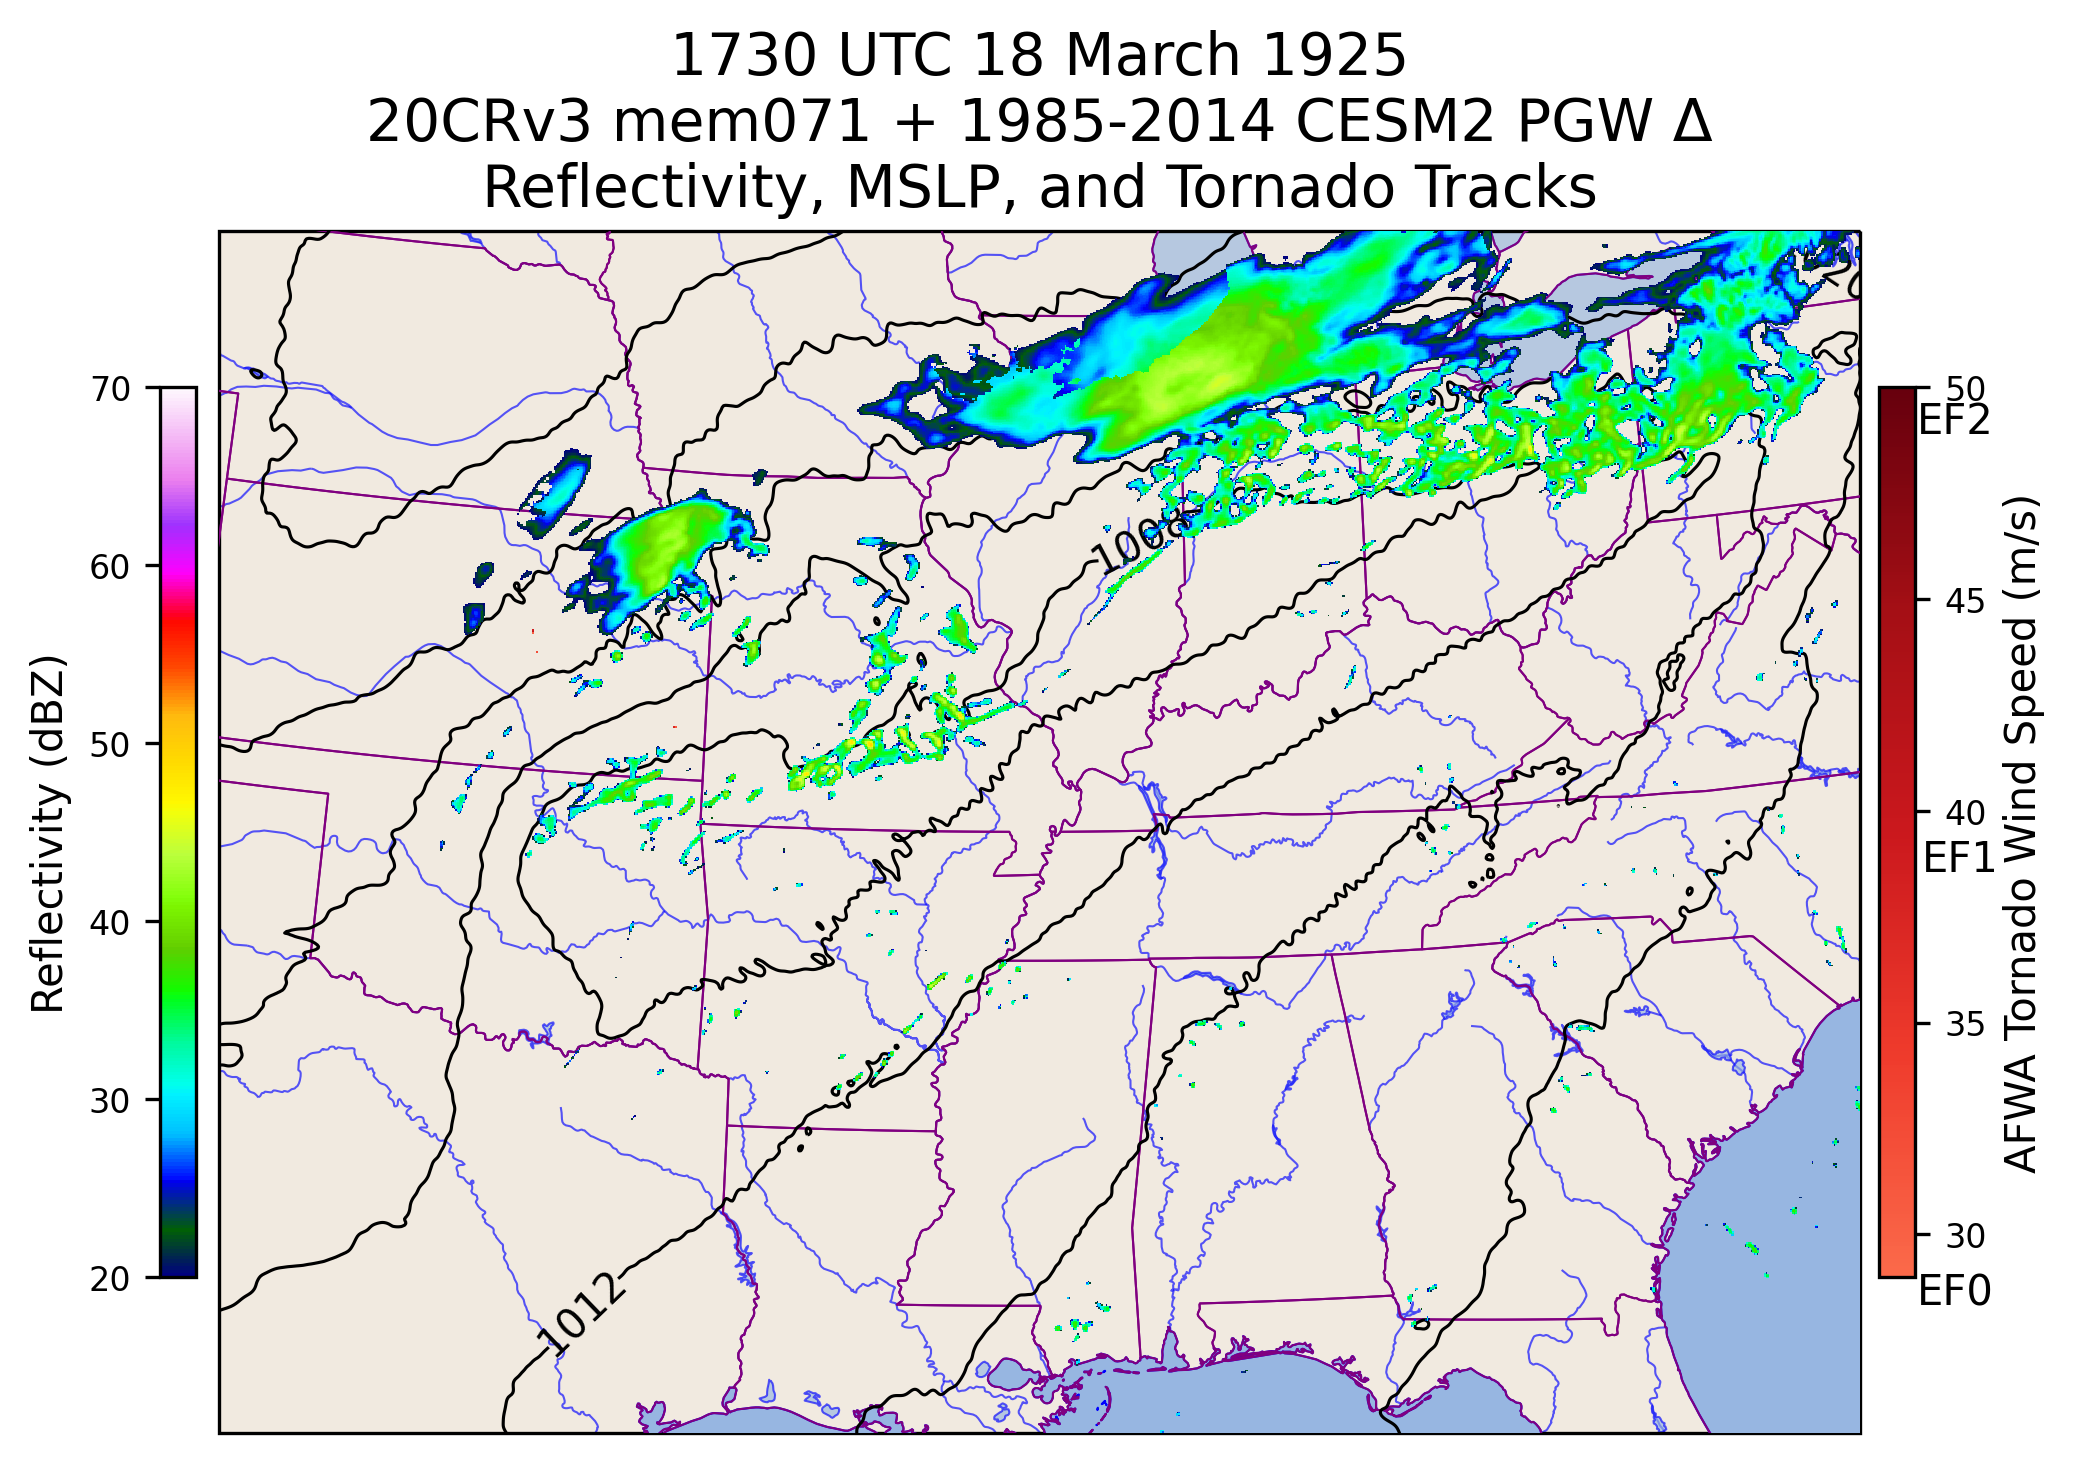 1730 UTC 18 March 1925
20CRv3 mem071 + 1985-2014 CESM2 PGW Δ
Reflectivity, MSLP, and Tornado Tracks
70
60
50
40
30
20
Reflectivity (dBZ)
1008
1012
50
EF2
45
40
EF1
35
30
EF0
AFWA Tornado Wind Speed (m/s)